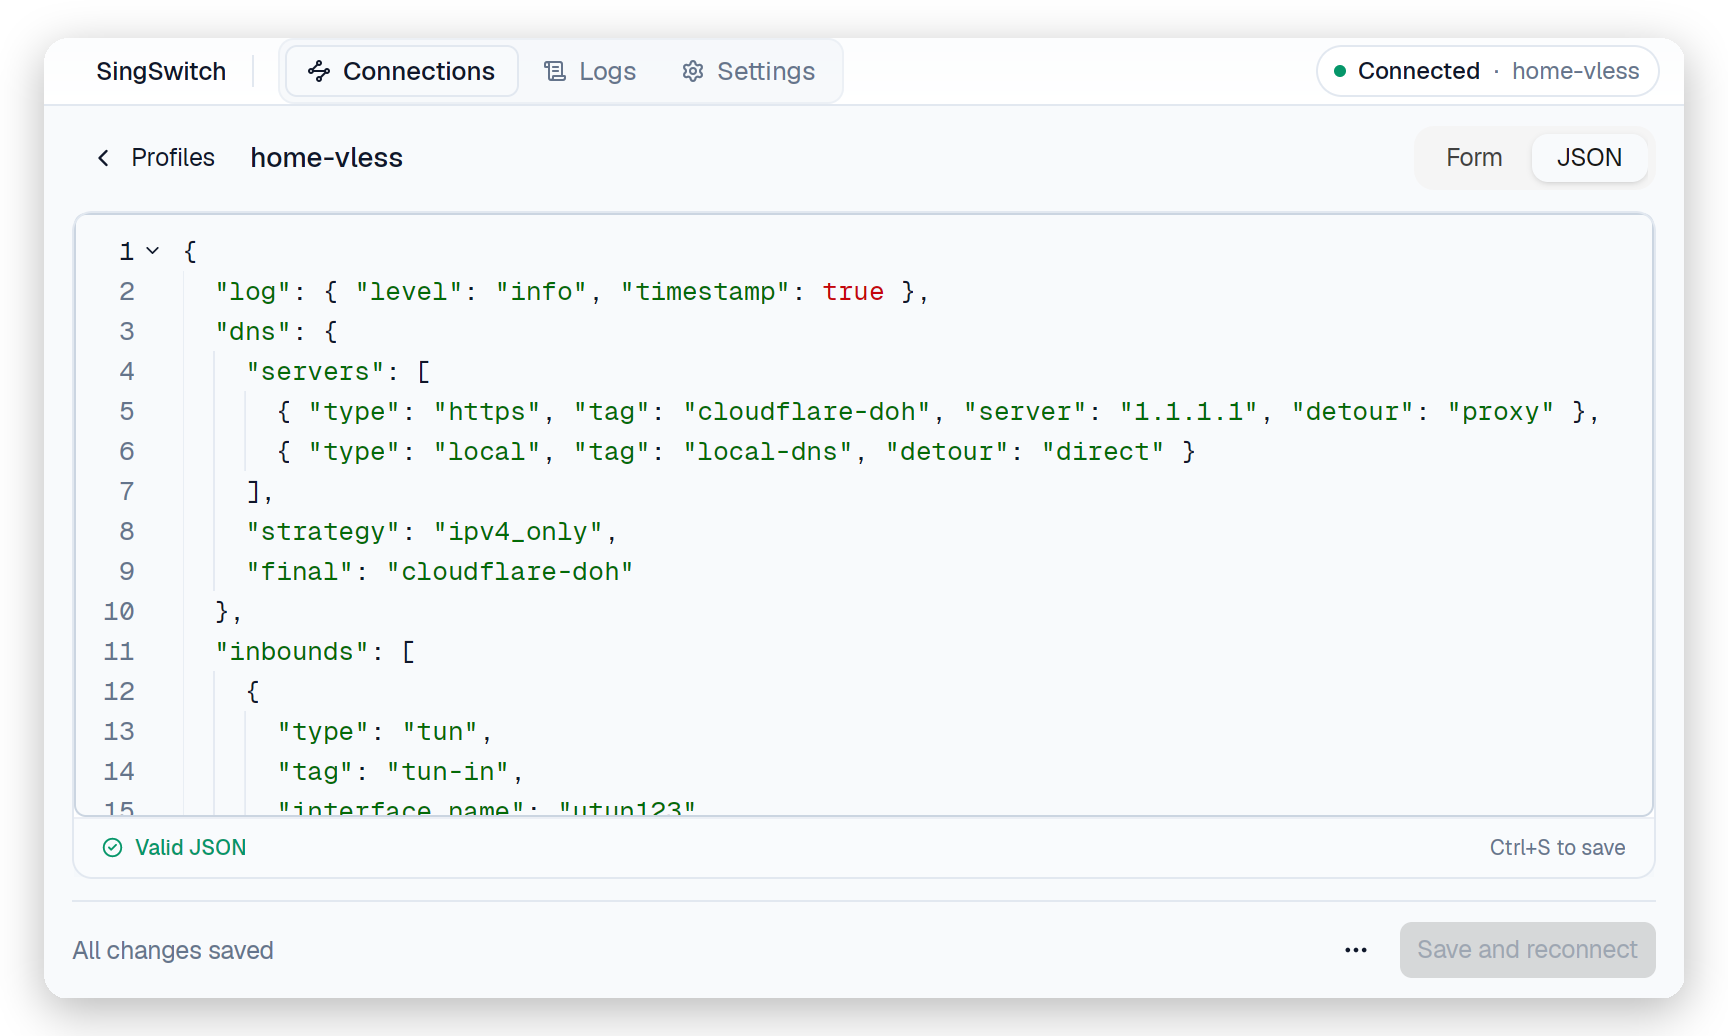 SingSwitch Connections Logs Settings Connected · home-vless
Profiles home-vless Form JSON
1 {
2 "log": { "level": "info", "timestamp": true },
3 "dns": {
4 "servers": [
5 { "type": "https", "tag": "cloudflare-doh", "server": "1.1.1.1", "detour": "proxy" },
6 { "type": "local", "tag": "local-dns", "detour": "direct" }
7 ],
8 "strategy": "ipv4_only",
9 "final": "cloudflare-doh"
10 },
11 "inbounds": [
12 {
13 "type": "tun",
14 "tag": "tun-in",
15 "interface_name": "utun123"
Valid JSON Ctrl+S to save
All changes saved ••• Save and reconnect